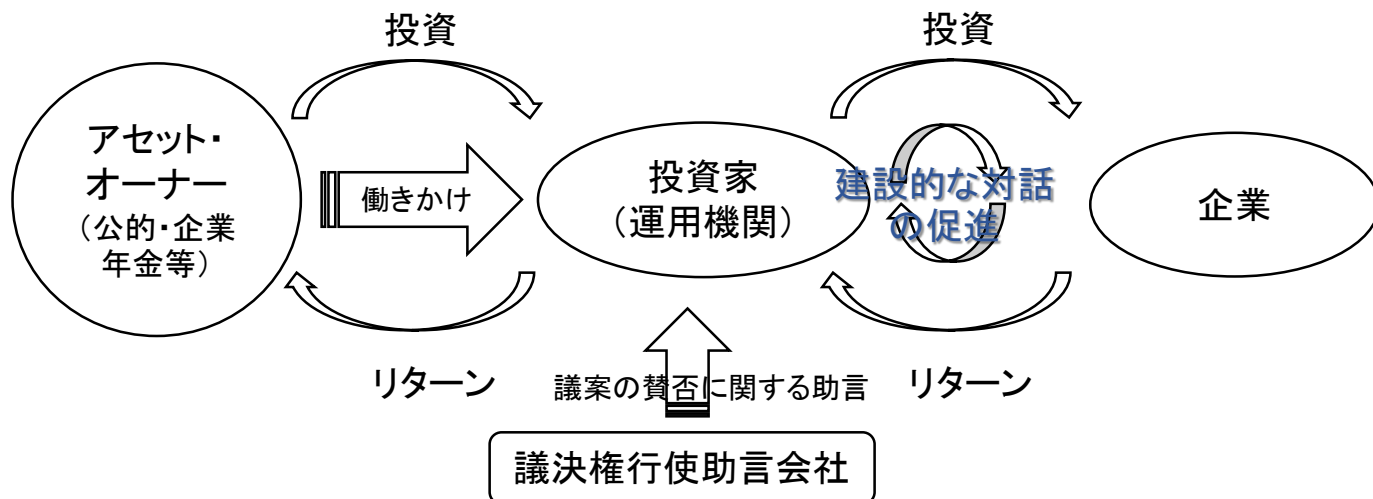 投資
投資
アセット・
オーナー
（公的・企業
年金等）
働きかけ
投資家
（運用機関）
建設的な対話
の促進
企業
リターン
議案の賛否に関する助言
リターン
議決権行使助言会社